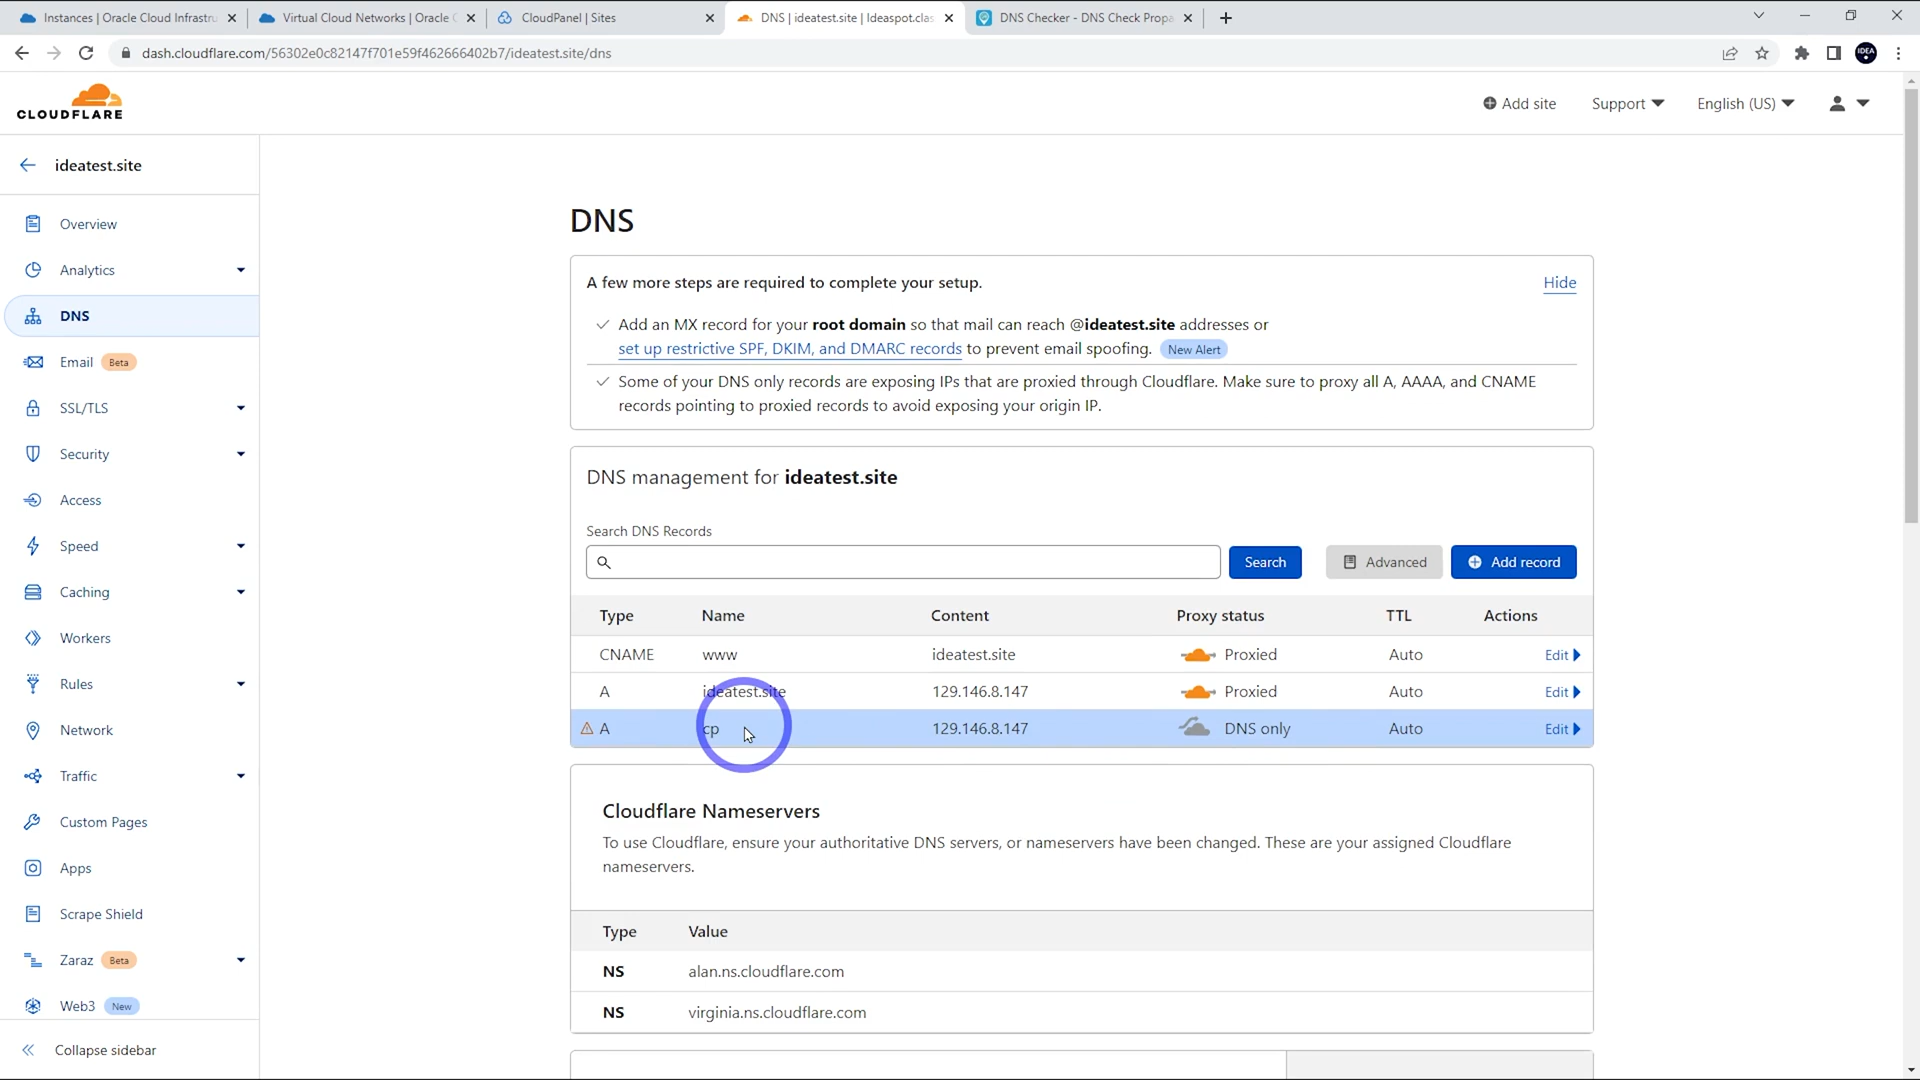 Instances | Oracle Cloud Infrastru
Virtual Cloud Networks | Oracle C
CloudPanel | Sites
DNS | ideatest.site | Ideaspot.clas
DNS Checker - DNS Check Propa
dash.cloudflare.com/56302e0c82147f701e59f462666402b7/ideatest.site/dns
IDEA
CLOUDFLARE
Add site
Support
English (US)
ideatest.site
Overview
Analytics
DNS
Email Beta
SSL/TLS
Security
Access
Speed
Caching
Workers
Rules
Network
Traffic
Custom Pages
Apps
Scrape Shield
Zaraz Beta
Web3 New
Collapse sidebar
DNS
A few more steps are required to complete your setup.
Hide
Add an MX record for your root domain so that mail can reach @ideatest.site addresses or
set up restrictive SPF, DKIM, and DMARC records to prevent email spoofing. New Alert
Some of your DNS only records are exposing IPs that are proxied through Cloudflare. Make sure to proxy all A, AAAA, and CNAME
records pointing to proxied records to avoid exposing your origin IP.
DNS management for ideatest.site
Search DNS Records
Search
Advanced
Add record
Type Name Content Proxy status TTL Actions
CNAME www ideatest.site Proxied Auto Edit
A ideatest.site 129.146.8.147 Proxied Auto Edit
A cp 129.146.8.147 DNS only Auto Edit
Cloudflare Nameservers
To use Cloudflare, ensure your authoritative DNS servers, or nameservers have been changed. These are your assigned Cloudflare
nameservers.
Type Value
NS alan.ns.cloudflare.com
NS virginia.ns.cloudflare.com